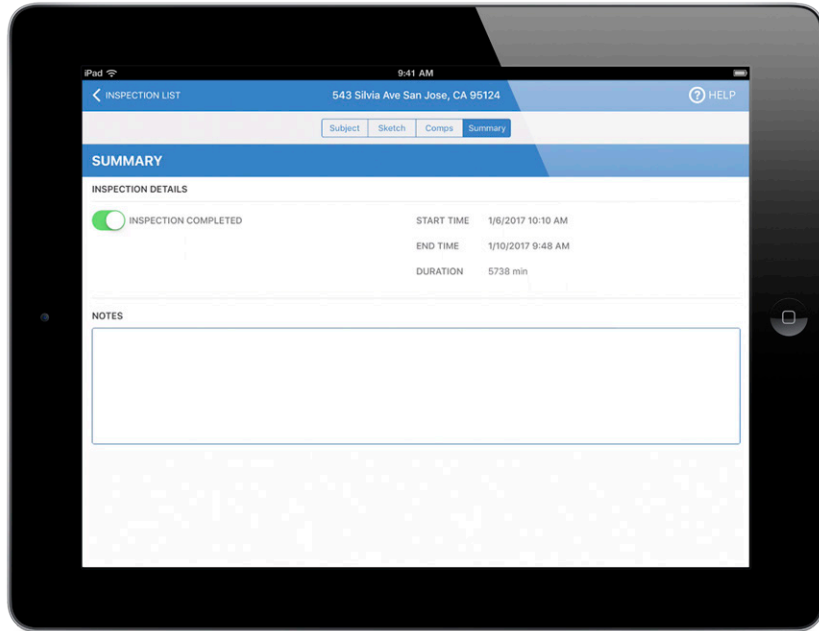 iPad 9:41 AM
INSPECTION LIST 543 Silvia Ave San Jose, CA 95124 ? HELP
Subject Sketch Comps Summary
SUMMARY
INSPECTION DETAILS
INSPECTION COMPLETED START TIME 1/6/2017 10:10 AM
END TIME 1/10/2017 9:48 AM
DURATION 5738 min
NOTES